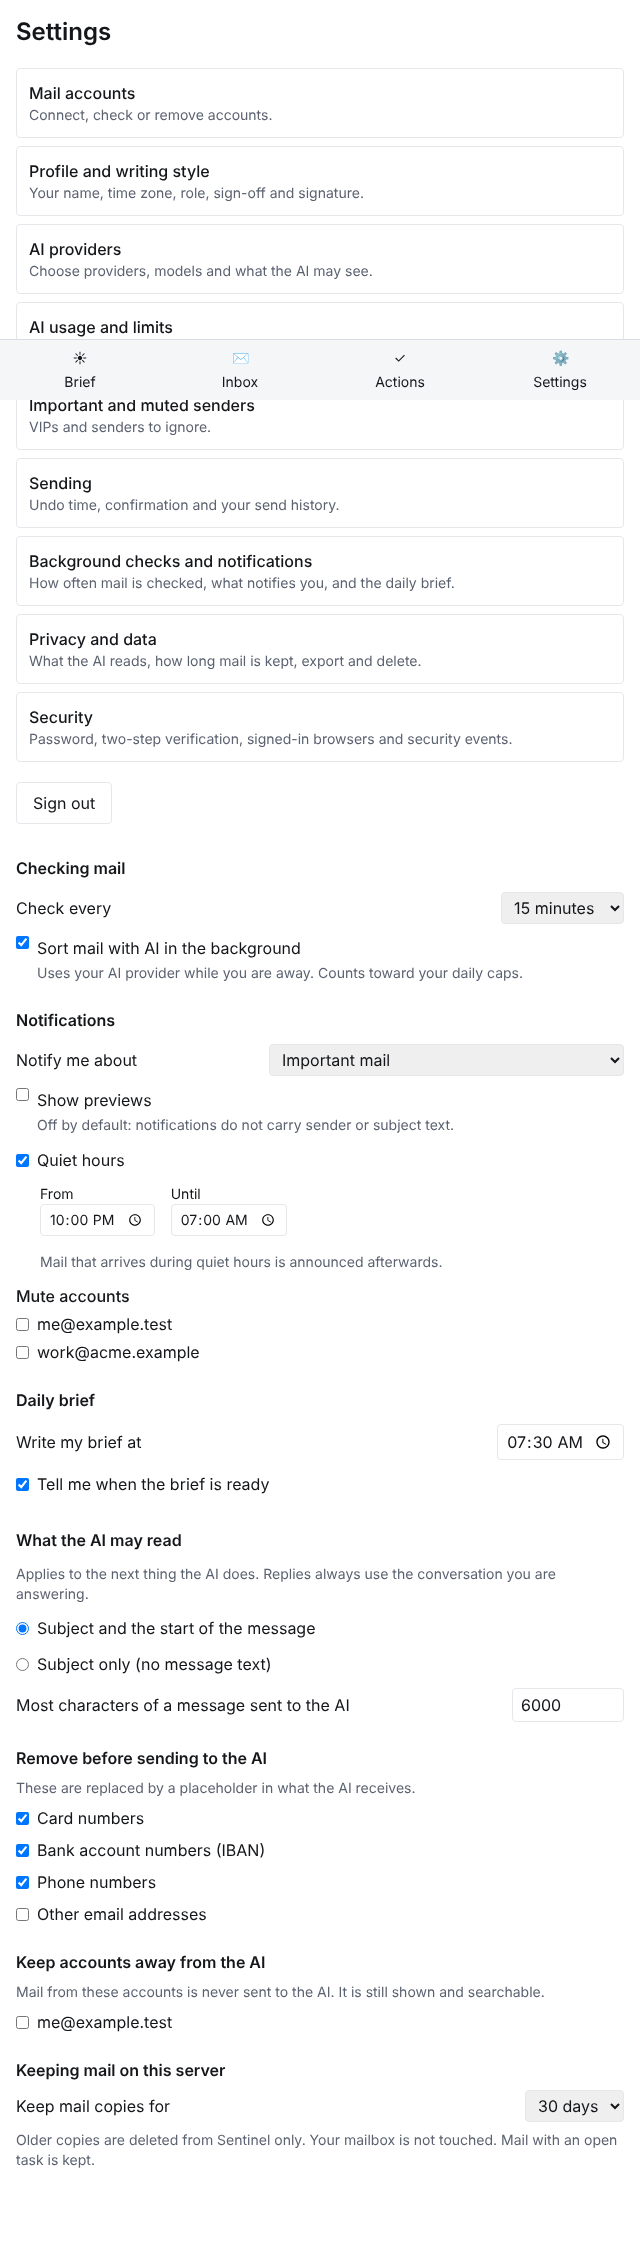 Settings
Mail accounts
Connect, check or remove accounts.
Profile and writing style
Your name, time zone, role, sign-off and signature.
AI providers
Choose providers, models and what the AI may see.
AI usage and limits
Brief
Inbox
Actions
Settings
Important and muted senders
VIPs and senders to ignore.
Sending
Undo time, confirmation and your send history.
Background checks and notifications
How often mail is checked, what notifies you, and the daily brief.
Privacy and data
What the AI reads, how long mail is kept, export and delete.
Security
Password, two-step verification, signed-in browsers and security events.
Sign out
Checking mail
Check every 15 minutes
Sort mail with AI in the background
Uses your AI provider while you are away. Counts toward your daily caps.
Notifications
Notify me about Important mail
Show previews
Off by default: notifications do not carry sender or subject text.
Quiet hours
From Until
10:00 PM 07:00 AM
Mail that arrives during quiet hours is announced afterwards.
Mute accounts
me@example.test
work@acme.example
Daily brief
Write my brief at 07:30 AM
Tell me when the brief is ready
What the AI may read
Applies to the next thing the AI does. Replies always use the conversation you are
answering.
Subject and the start of the message
Subject only (no message text)
Most characters of a message sent to the AI 6000
Remove before sending to the AI
These are replaced by a placeholder in what the AI receives.
Card numbers
Bank account numbers (IBAN)
Phone numbers
Other email addresses
Keep accounts away from the AI
Mail from these accounts is never sent to the AI. It is still shown and searchable.
me@example.test
Keeping mail on this server
Keep mail copies for 30 days
Older copies are deleted from Sentinel only. Your mailbox is not touched. Mail with an open
task is kept.